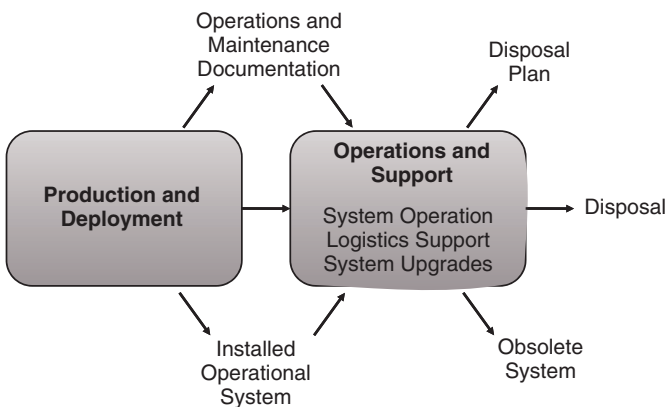 Operations and
Maintenance
Documentation
Disposal
Plan
Production and
Deployment
Operations and
Support
System Operation
Logistics Support
System Upgrades
Disposal
Installed
Operational
System
Obsolete
System